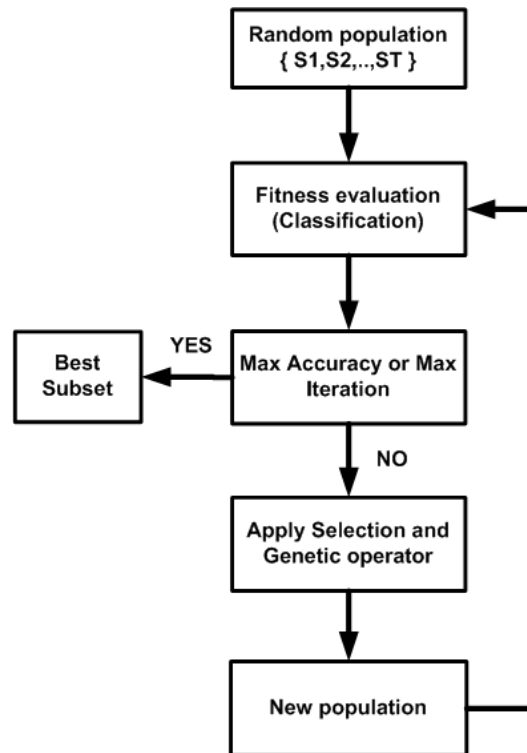 Random population
{ S1,S2,..,ST }
Fitness evaluation
(Classification)
YES
Best
Subset
Max Accuracy or Max
Iteration
NO
Apply Selection and
Genetic operator
New population